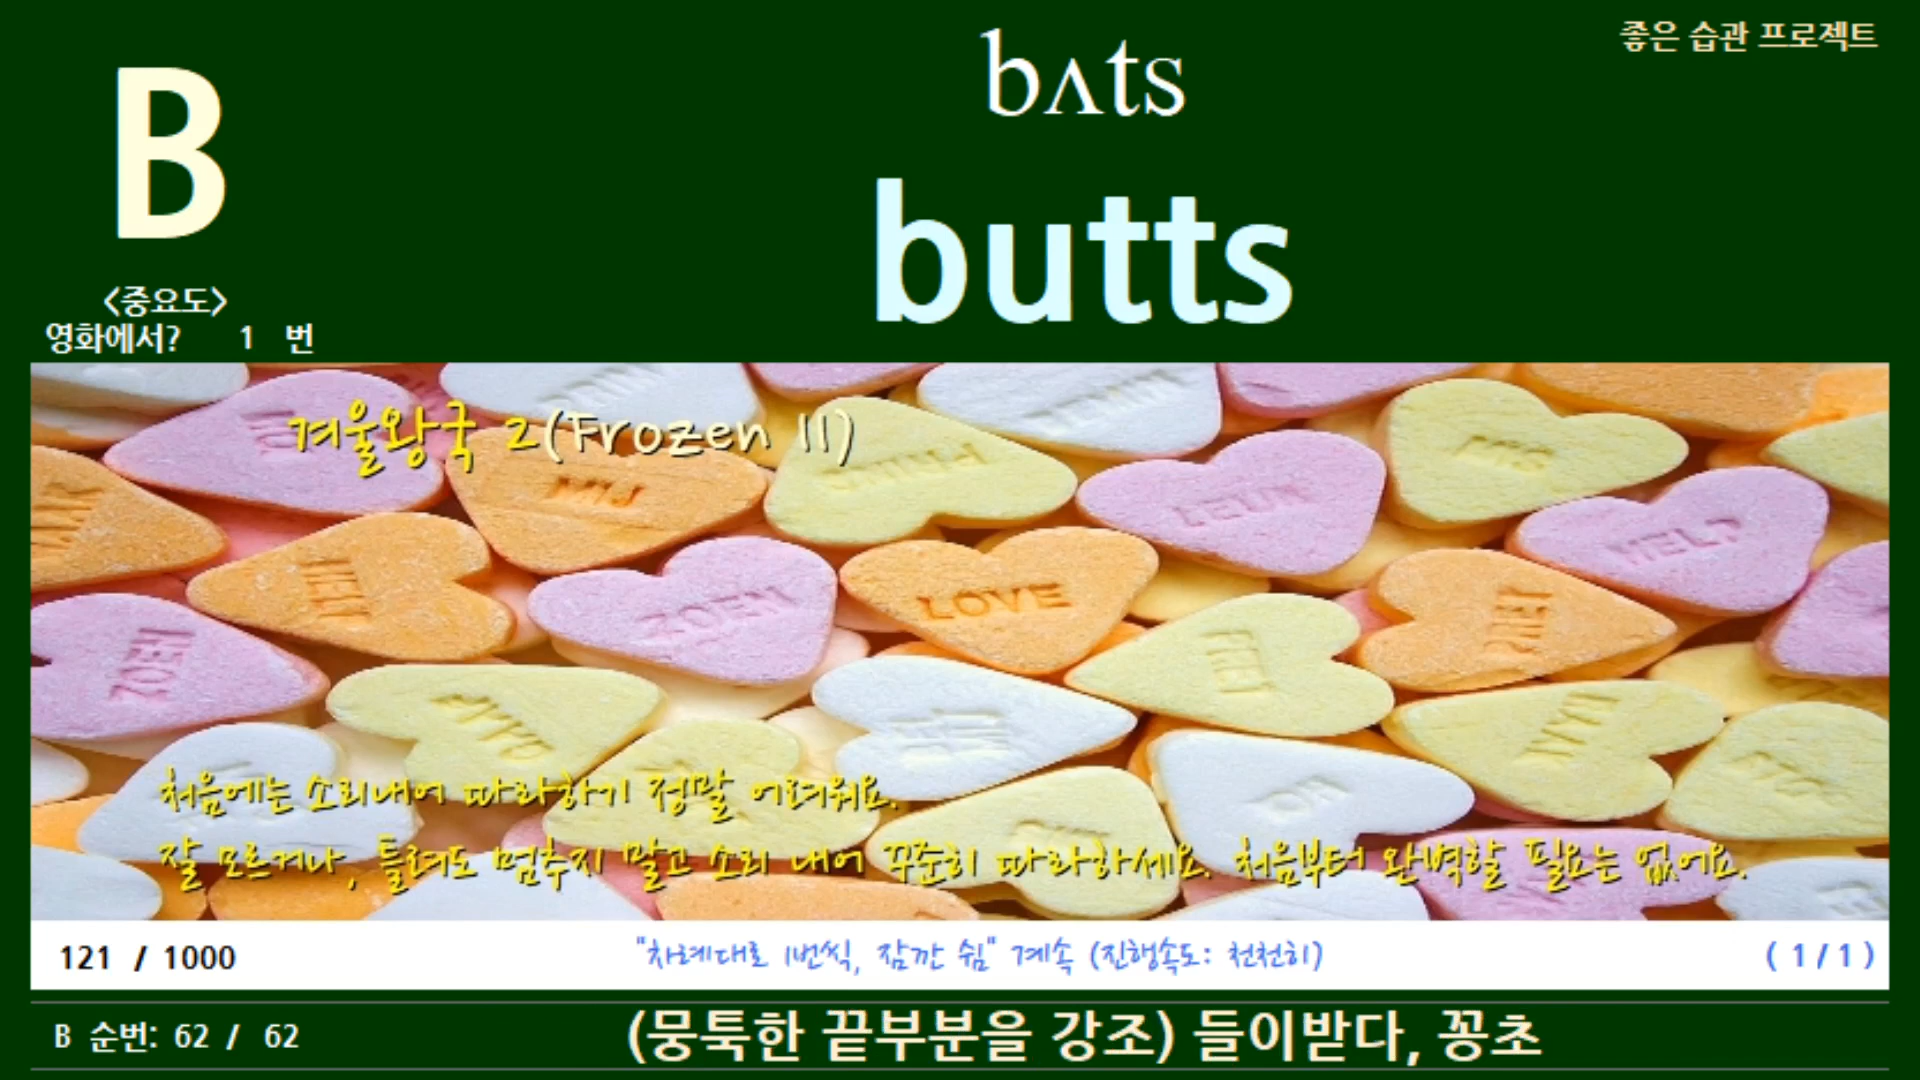 좋은 습관 프로젝트
B
bʌts
butts
<중요도>
영화에서? 1 번
겨울왕국 2(Frozen II)
MIJ
LEUK
MIS
HELP
ZOEN
LOVE
처음에는 소리내어 따라하기 정말 어려워요.
잘 모르거나, 틀려도 멈추지 말고 소리 내어 꾸준히 따라하세요. 처음부터 완벽할 필요는 없어요.
121 / 1000
"차례대로 1번씩, 잠깐 쉼" 계속 (진행속도: 천천히)
( 1 / 1 )
B 순번: 62 / 62
(뭉툭한 끝부분을 강조) 들이받다, 꽁초